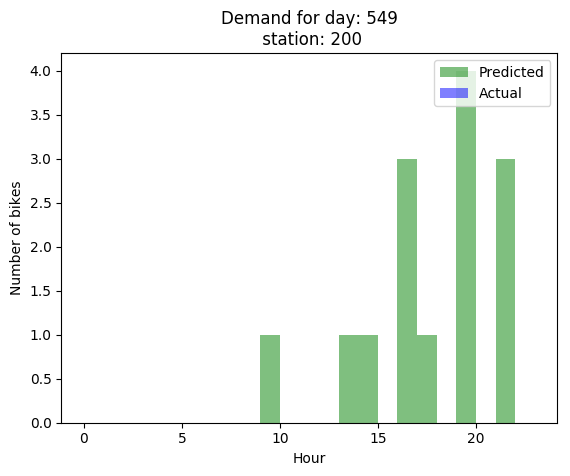 Demand for day: 549
station: 200
Predicted
Actual
4.0
3.5
3.0
2.5
2.0
1.5
1.0
0.5
0.0
Number of bikes
0 5 10 15 20
Hour